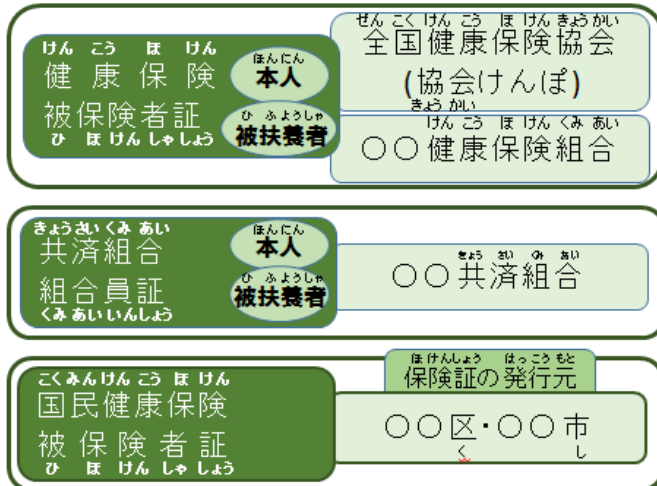 けん こう ほ けん
健康保険
被保険者証
ひ ほ けん しゃ しょう
ほんにん
本人
ひ ふようしゃ
被扶養者
ぜん こく けん こう ほ けん きょうかい
全国健康保険協会
(協会けんぽ)
きょう かい
けん こう ほ けん くみ あい
〇〇健康保険組合
きょうさい くみ あい
共済組合
組合員証
くみ あい いんしょう
ほんにん
本人
ひ ふようしゃ
被扶養者
きょう さい くみ あい
〇〇共済組合
こくみん けん こう ほ けん
国民健康保険
被保険者証
ひ ほ けん しゃ しょう
ほけんしょう はっこうもと
保険証の発行元
〇〇区・〇〇市
く し